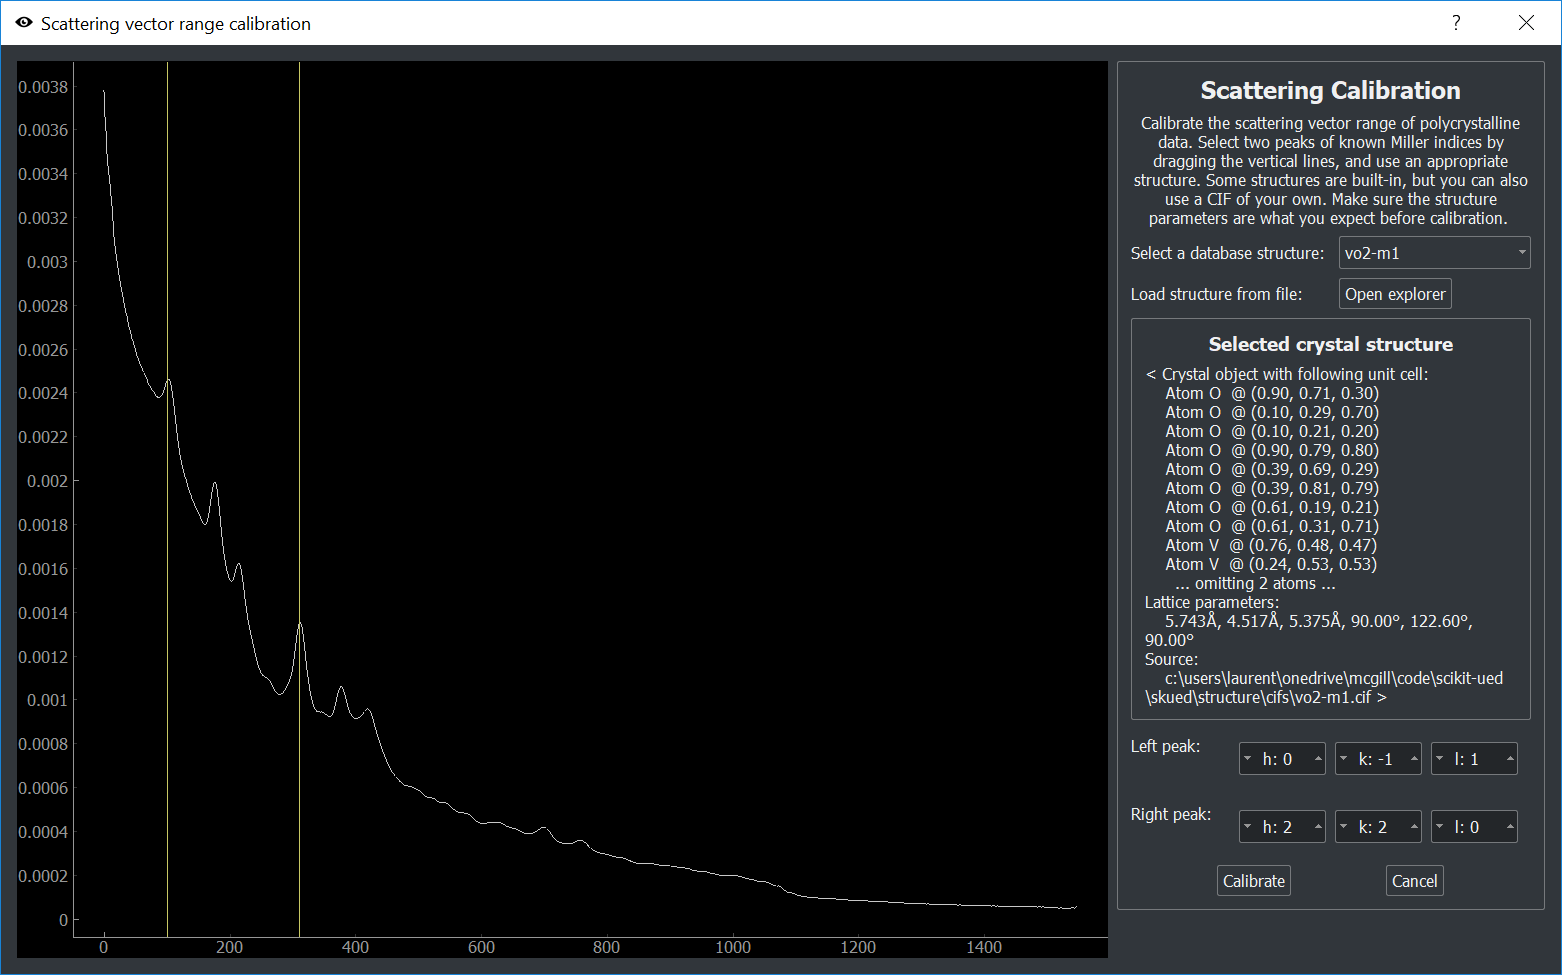 Scattering vector range calibration
?
0.0038
0.0036
0.0034
0.0032
0.003
0.0028
0.0026
0.0024
0.0022
0.002
0.0018
0.0016
0.0014
0.0012
0.001
0.0008
0.0006
0.0004
0.0002
0
0 200 400 600 800 1000 1200 1400
Scattering Calibration
Calibrate the scattering vector range of polycrystalline
data. Select two peaks of known Miller indices by
dragging the vertical lines, and use an appropriate
structure. Some structures are built-in, but you can also
use a CIF of your own. Make sure the structure
parameters are what you expect before calibration.
Select a database structure: vo2-m1
Load structure from file: Open explorer
Selected crystal structure
< Crystal object with following unit cell:
Atom O @ (0.90, 0.71, 0.30)
Atom O @ (0.10, 0.29, 0.70)
Atom O @ (0.10, 0.21, 0.20)
Atom O @ (0.90, 0.79, 0.80)
Atom O @ (0.39, 0.69, 0.29)
Atom O @ (0.39, 0.81, 0.79)
Atom O @ (0.61, 0.19, 0.21)
Atom O @ (0.61, 0.31, 0.71)
Atom V @ (0.76, 0.48, 0.47)
Atom V @ (0.24, 0.53, 0.53)
... omitting 2 atoms ...
Lattice parameters:
5.743Å, 4.517Å, 5.375Å, 90.00°, 122.60°,
90.00°
Source:
c:\users\laurent\onedrive\mcgill\code\scikit-ued
\skued\structure\cifs\vo2-m1.cif >
Left peak: h: 0 k: -1 l: 1
Right peak: h: 2 k: 2 l: 0
Calibrate Cancel